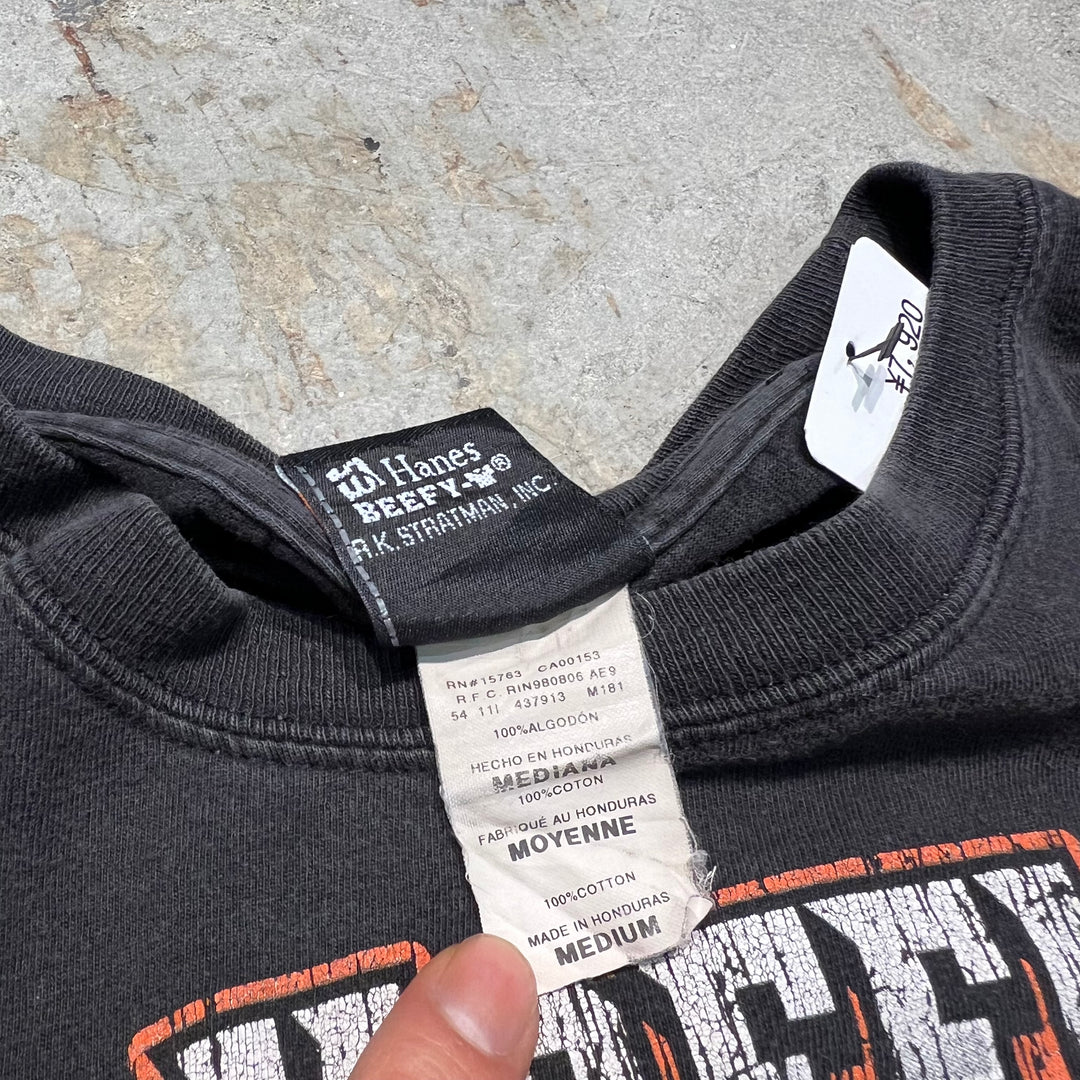 ¥7,920
Hanes
BEEFY-T®
R.K.STRATMAN, INC.
RN#15763 CA00153
R.F.C. RIN980806 AE9
54 11I 437913 M181
100%ALGODÓN
HECHO EN HONDURAS
MEDIANA
100%COTON
FABRIQUÉ AU HONDURAS
MOYENNE
100%COTTON
MADE IN HONDURAS
MEDIUM